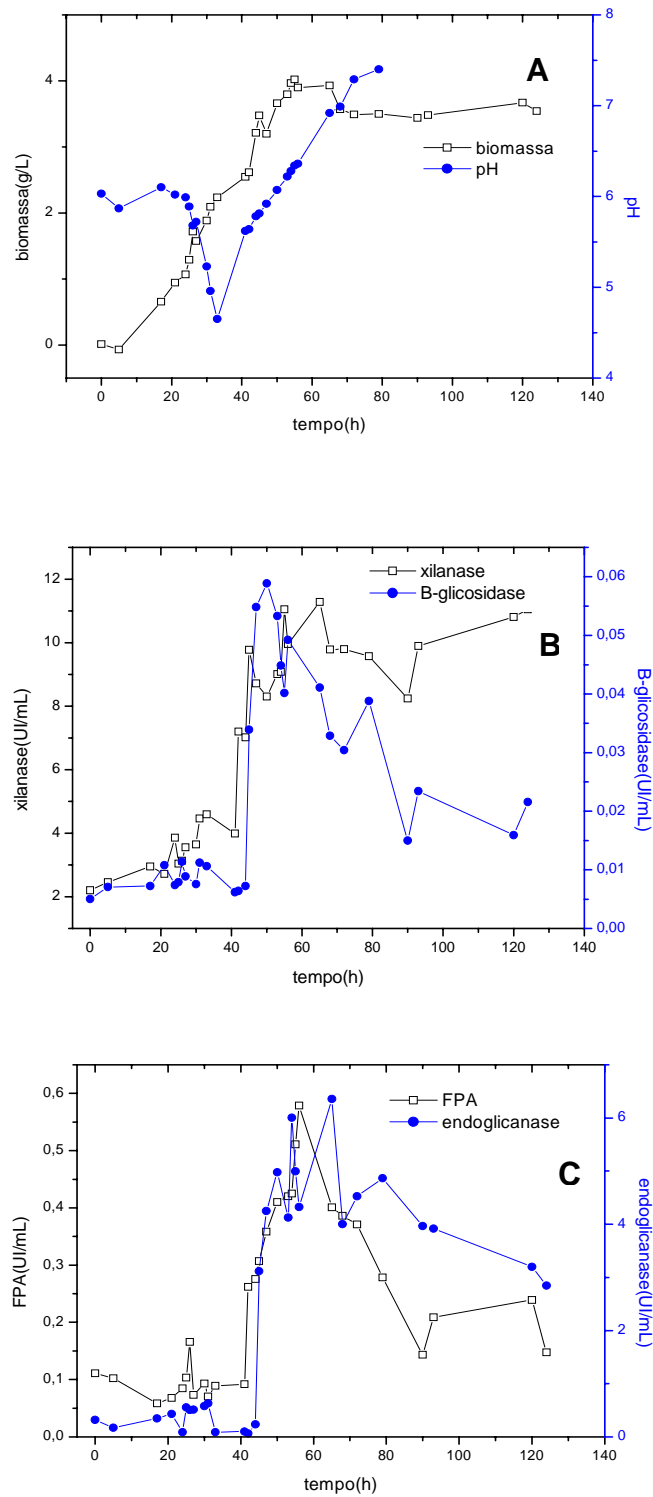 8
A
4
7
biomassa
pH
biomassa(g/L)
2
6
pH
5
0
4
0 20 40 60 80 100 120 140
tempo(h)
xilanase
B-glicosidase
12
0,06
10
B
0,05
xilanase(UI/mL)
8
0,04
B-glicosidase(UI/mL)
6
0,03
4
0,02
2
0,01
0,00
0 20 40 60 80 100 120 140
tempo(h)
0,6
FPA
endoglicanase
6
0,5
C
FPA(UI/mL)
0,4
4
endoglicanase(UI/mL)
0,3
0,2
2
0,1
0,0
0
0 20 40 60 80 100 120 140
tempo(h)